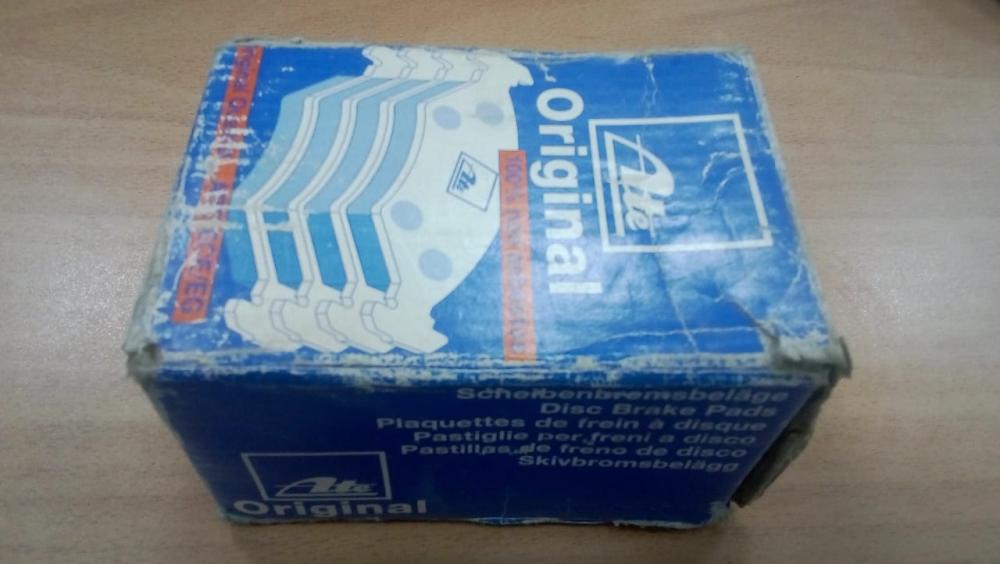 Ate
Original
Ate
Scheibenbremsbeläge
Disc Brake Pads
Plaquettes de frein à disque
Pastiglie per freni a disco
Pastillas de freno de disco
Skivbromsbelägg
Ate
Original